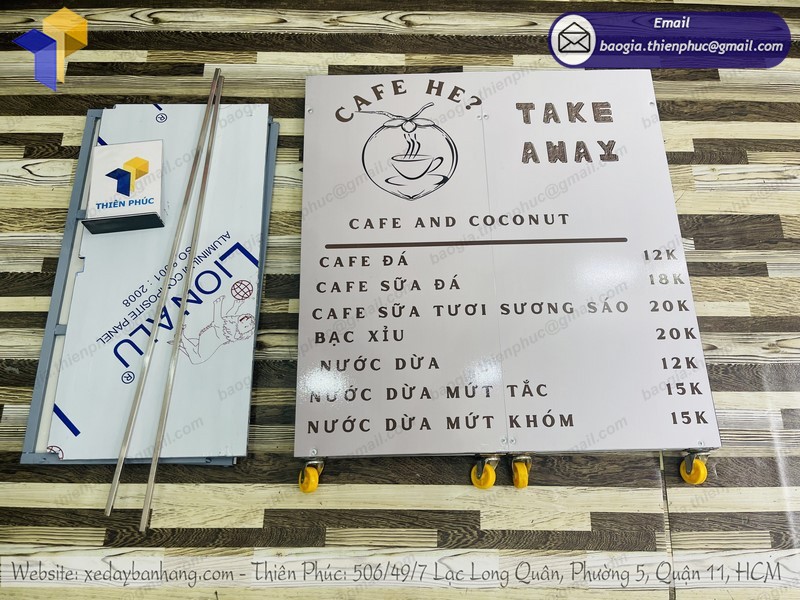 Email
baogia.thienphuc@gmail.com
CAFE HE?
TAKE
AWAY
CAFE AND COCONUT
CAFE ĐÁ 12K
CAFE SỮA ĐÁ 18K
CAFE SỮA TƯƠI SƯƠNG SÁO 20K
BẠC XỈU 20K
NƯỚC DỪA 12K
NƯỚC DỪA MỨT TẮC 15K
NƯỚC DỪA MỨT KHÓM 15K
THIÊN PHÚC
LIONALU®
ALUMINIUM COMPOSITE PANEL
ISO 9001 : 2008
Website: xedaybanhang.com - Thiên Phúc: 506/49/7 Lạc Long Quân, Phường 5, Quận 11, HCM